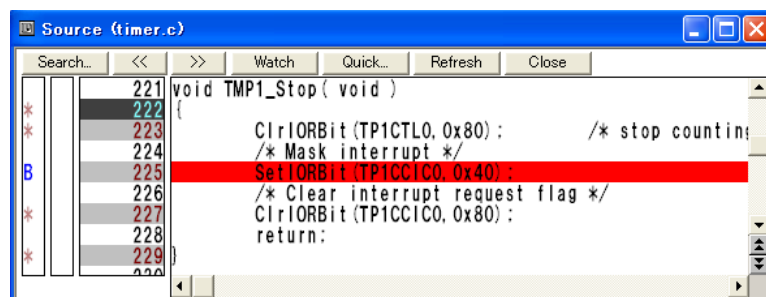 Source (timer.c)
Search... << >> Watch Quick... Refresh Close
221 void TMP1_Stop( void )
* 222 {
* 223 ClrIORBit(TP1CTL0,0x80); /* stop counting
224 /* Mask interrupt */
B 225 SetIORBit(TP1CCIC0,0x40);
226 /* Clear interrupt request flag */
* 227 ClrIORBit(TP1CCIC0,0x80);
228 return;
* 229 }